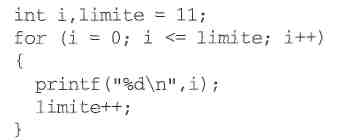 int i,limite = 11;
for (i = 0; i <= limite; i++)
{
printf("%d\n",i);
limite++;
}